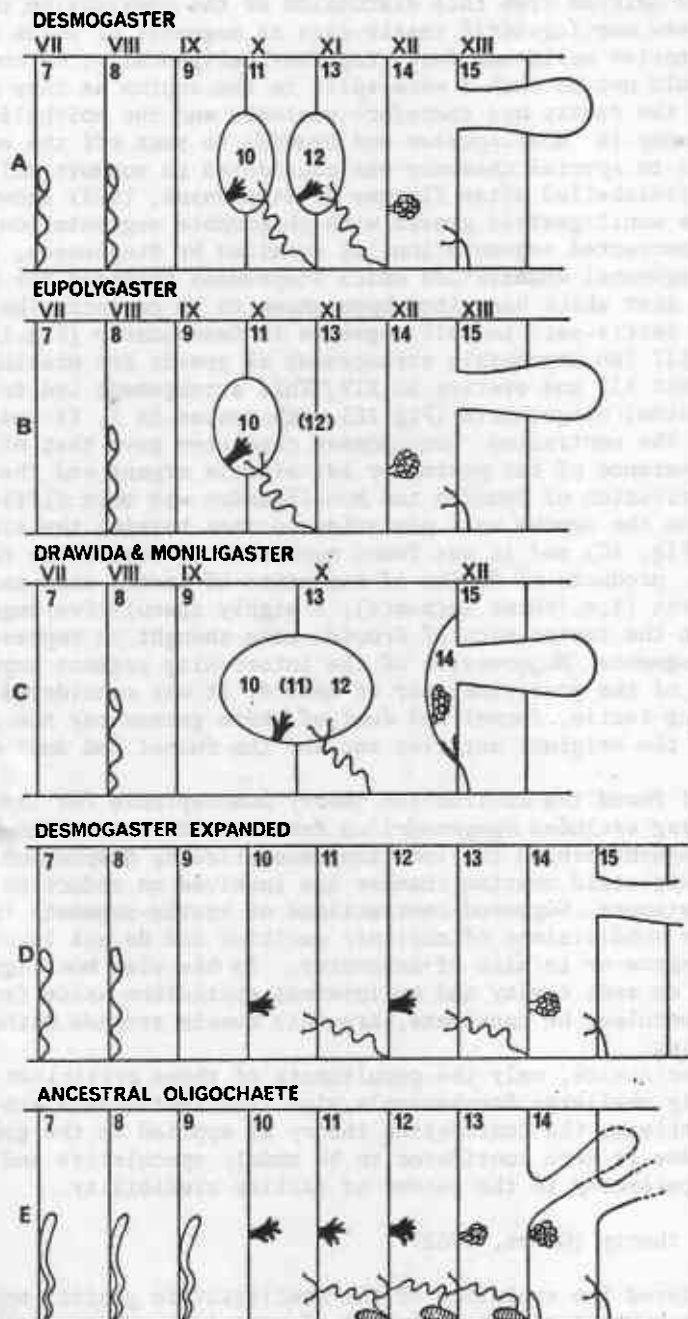 DESMOGASTER
VII VIII IX X XI XII XIII
7 8 9 11 13 14 15
10 12
A
EUPOLYGASTER
VII VIII IX X XI XII XIII
7 8 9 11 13 14 15
10 (12)
B
DRAWIDA & MONILIGASTER
VII VIII IX X XII
7 8 9 13 15
14
C 10 (11) 12
DESMOGASTER EXPANDED
7 8 9 10 11 12 13 14 15
D
ANCESTRAL OLIGOCHAETE
7 8 9 10 11 12 13 14
E